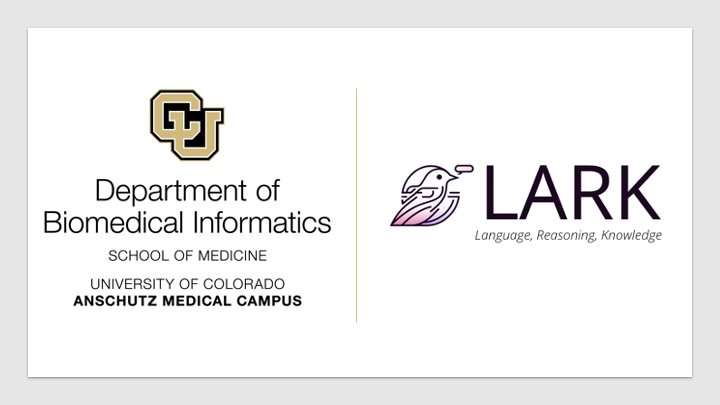 CU
Department of
Biomedical Informatics
SCHOOL OF MEDICINE
UNIVERSITY OF COLORADO
ANSCHUTZ MEDICAL CAMPUS
LARK
Language, Reasoning, Knowledge